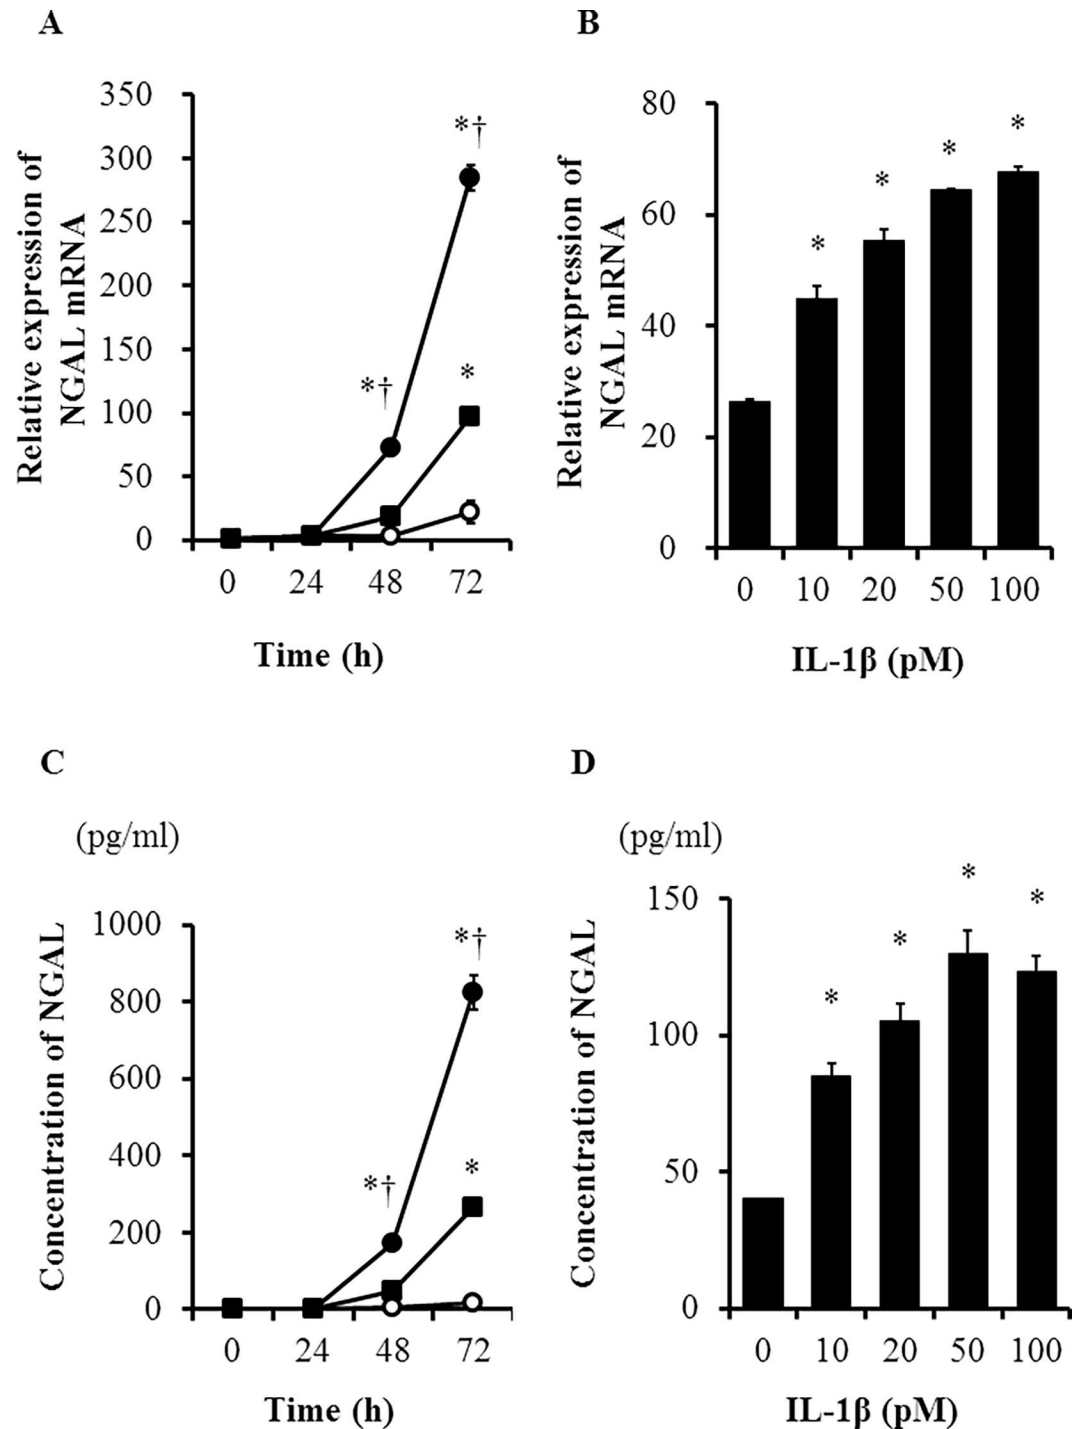 A
Relative expression of
NGAL mRNA
350
300
250
200
150
100
50
0
*†
*†
*
0 24 48 72
Time (h)
B
Relative expression of
NGAL mRNA
80
60
40
20
0
* * * *
0 10 20 50 100
IL-1β (pM)
C
(pg/ml)
Concentration of NGAL
1000
800
600
400
200
0
*†
*†
*
0 24 48 72
Time (h)
D
(pg/ml)
Concentration of NGAL
150
100
50
0
* * * *
0 10 20 50 100
IL-1β (pM)